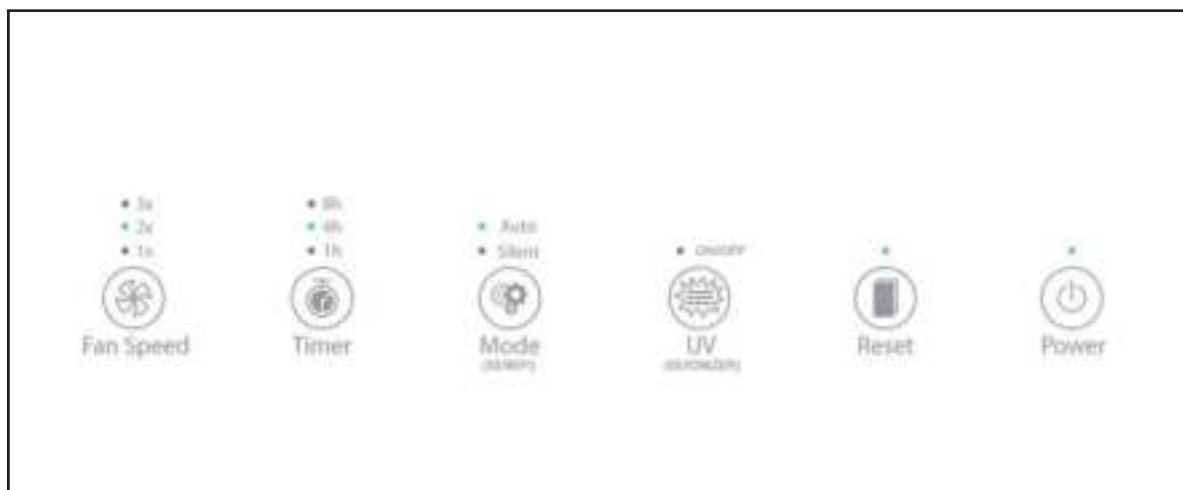 3x
2x
1x
Fan Speed
8h
4h
1h
Timer
Auto
Silent
Mode
ON/OFF
UV
Reset
Power